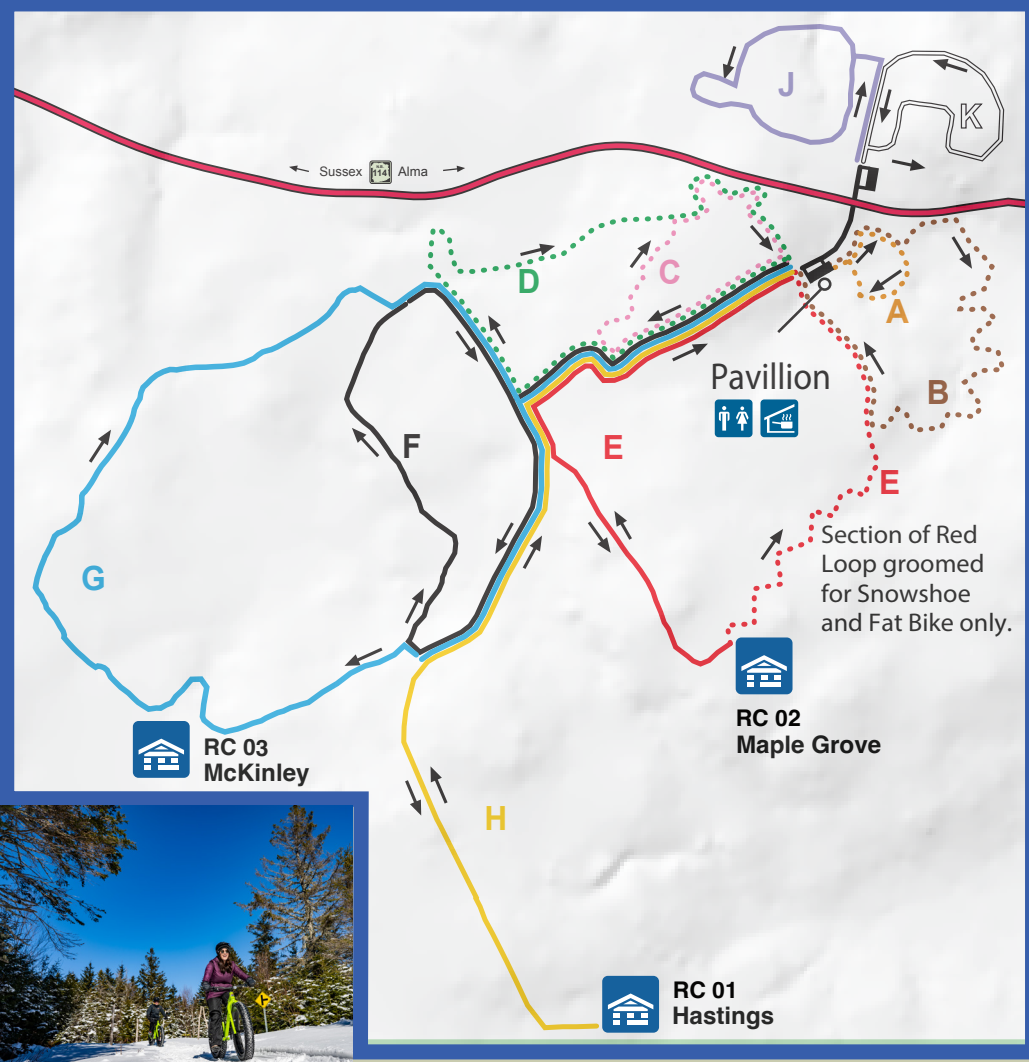 J
K
Sussex
N.B.
114
Alma
D
C
A
B
Pavillion
F
E
E
Section of Red
Loop groomed
for Snowshoe
and Fat Bike only.
G
RC 02
Maple Grove
RC 03
McKinley
H
RC 01
Hastings